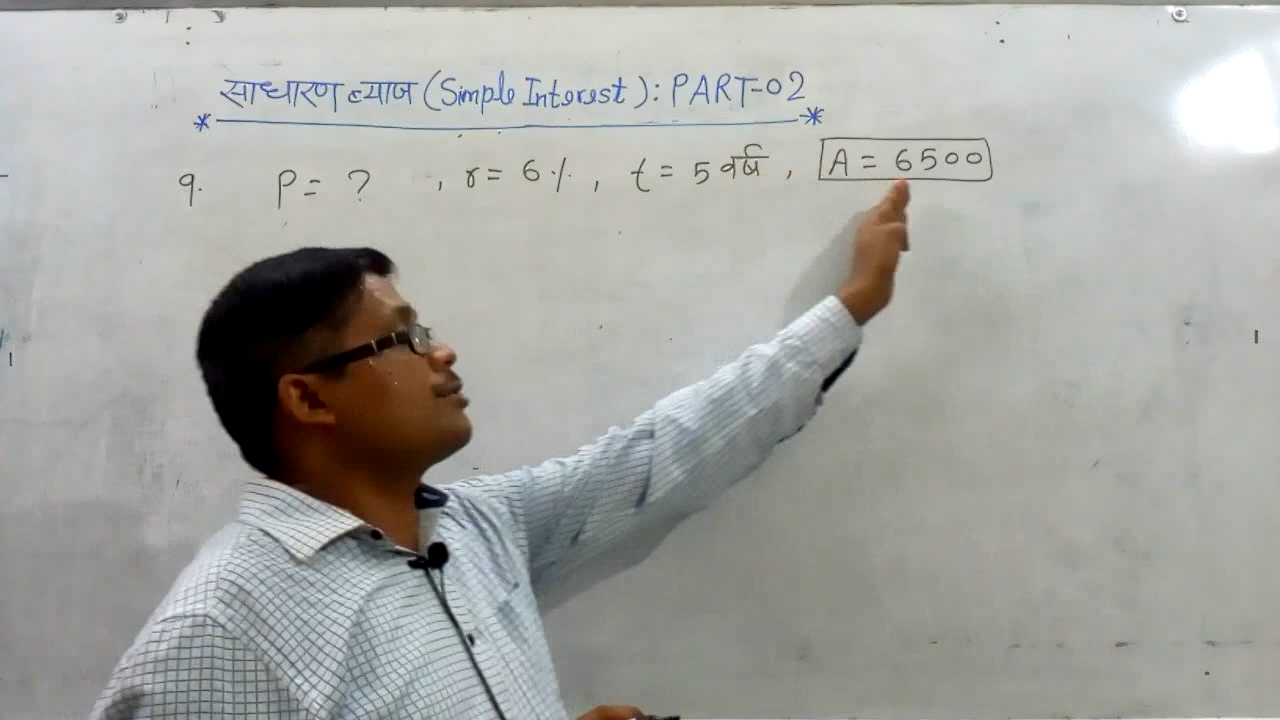 साधारण ब्याज (Simple Interest): PART-02
9. P = ? , r = 6% , t = 5 वर्ष , A = 6500